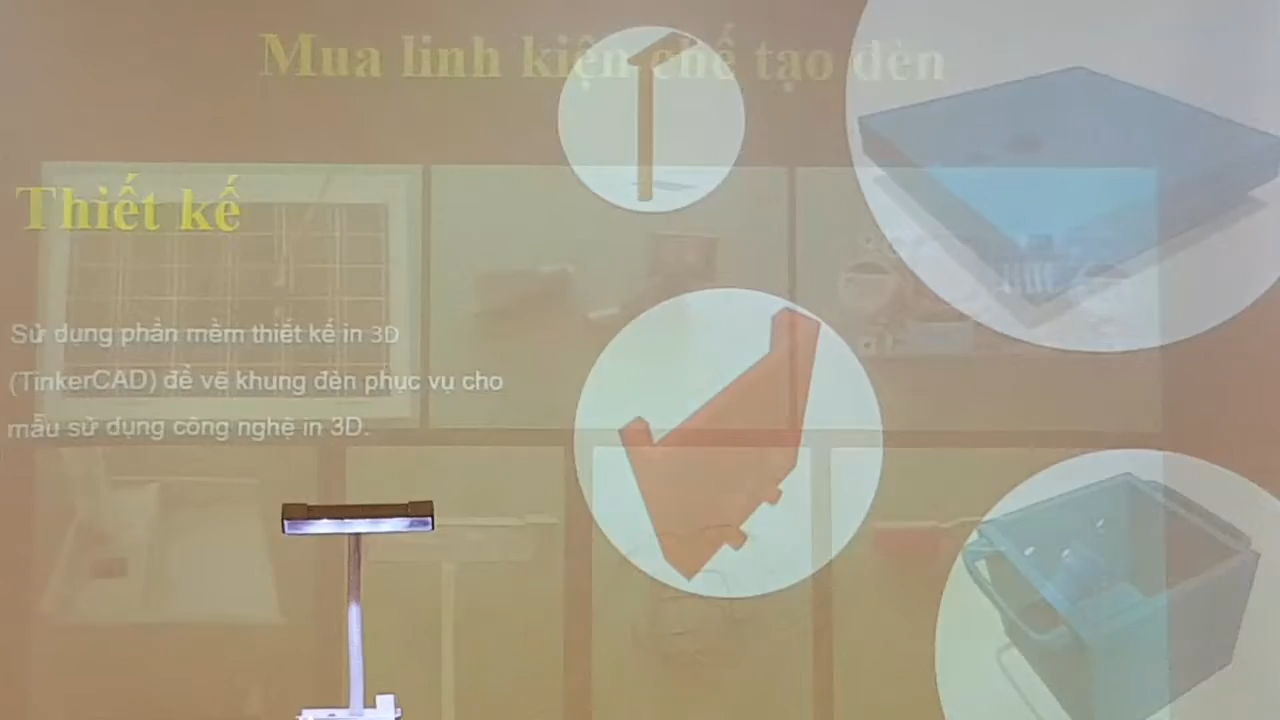 Mua linh kiện chế tạo đèn
Thiết kế
Sử dụng phần mềm thiết kế in 3D
(TinkerCAD) để vẽ khung đèn phục vụ cho
mẫu sử dụng công nghệ in 3D.